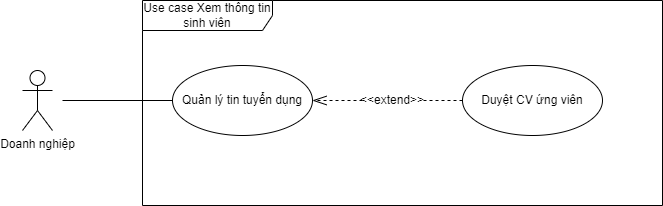 Use case Xem thông tin
sinh viên
Quản lý tin tuyển dụng
<<extend>>
Duyệt CV ứng viên
Doanh nghiệp